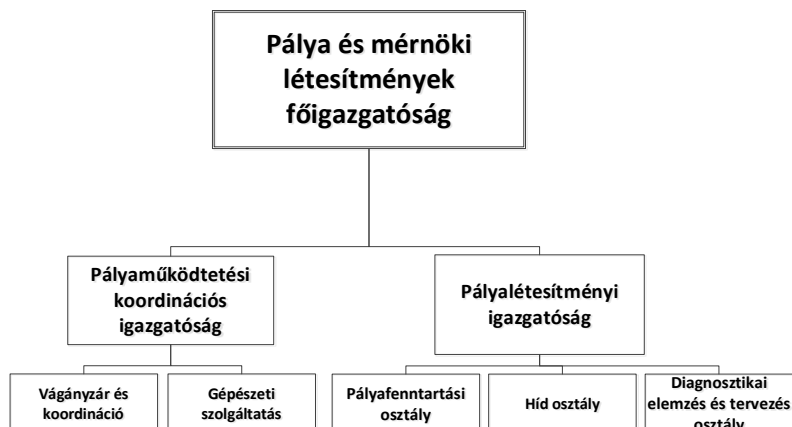 Pálya és mérnöki
létesítmények
főigazgatóság
Pályaműködtetési
koordinációs
igazgatóság
Pályalétesítményi
igazgatóság
Vágányzár és
koordináció
Gépészeti
szolgáltatás
Pályafenntartási
osztály
Híd osztály
Diagnosztikai
elemzés és tervezés
osztály